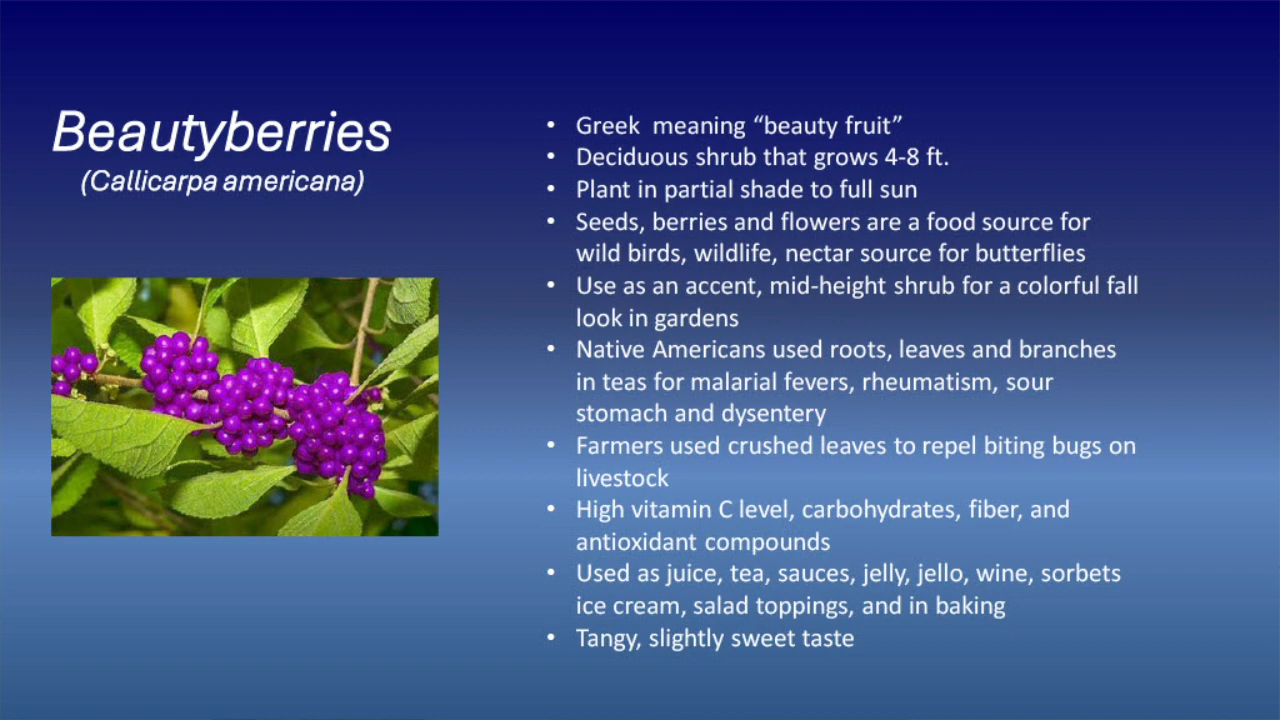 Beautyberries
(Callicarpa americana)
• Greek  meaning “beauty fruit”
• Deciduous shrub that grows 4-8 ft.
• Plant in partial shade to full sun
• Seeds, berries and flowers are a food source for
wild birds, wildlife, nectar source for butterflies
• Use as an accent, mid-height shrub for a colorful fall
look in gardens
• Native Americans used roots, leaves and branches
in teas for malarial fevers, rheumatism, sour
stomach and dysentery
• Farmers used crushed leaves to repel biting bugs on
livestock
• High vitamin C level, carbohydrates, fiber, and
antioxidant compounds
• Used as juice, tea, sauces, jelly, jello, wine, sorbets
ice cream, salad toppings, and in baking
• Tangy, slightly sweet taste